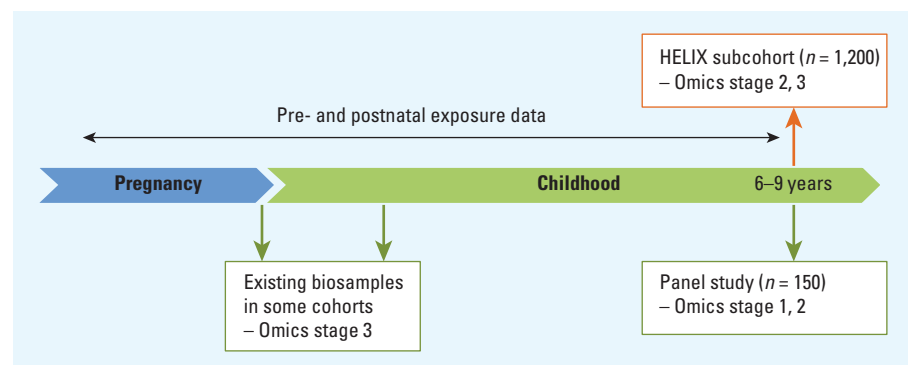 HELIX subcohort (n = 1,200)
– Omics stage 2, 3
Pre- and postnatal exposure data
Pregnancy
Childhood
6–9 years
Existing biosamples
in some cohorts
– Omics stage 3
Panel study (n = 150)
– Omics stage 1, 2